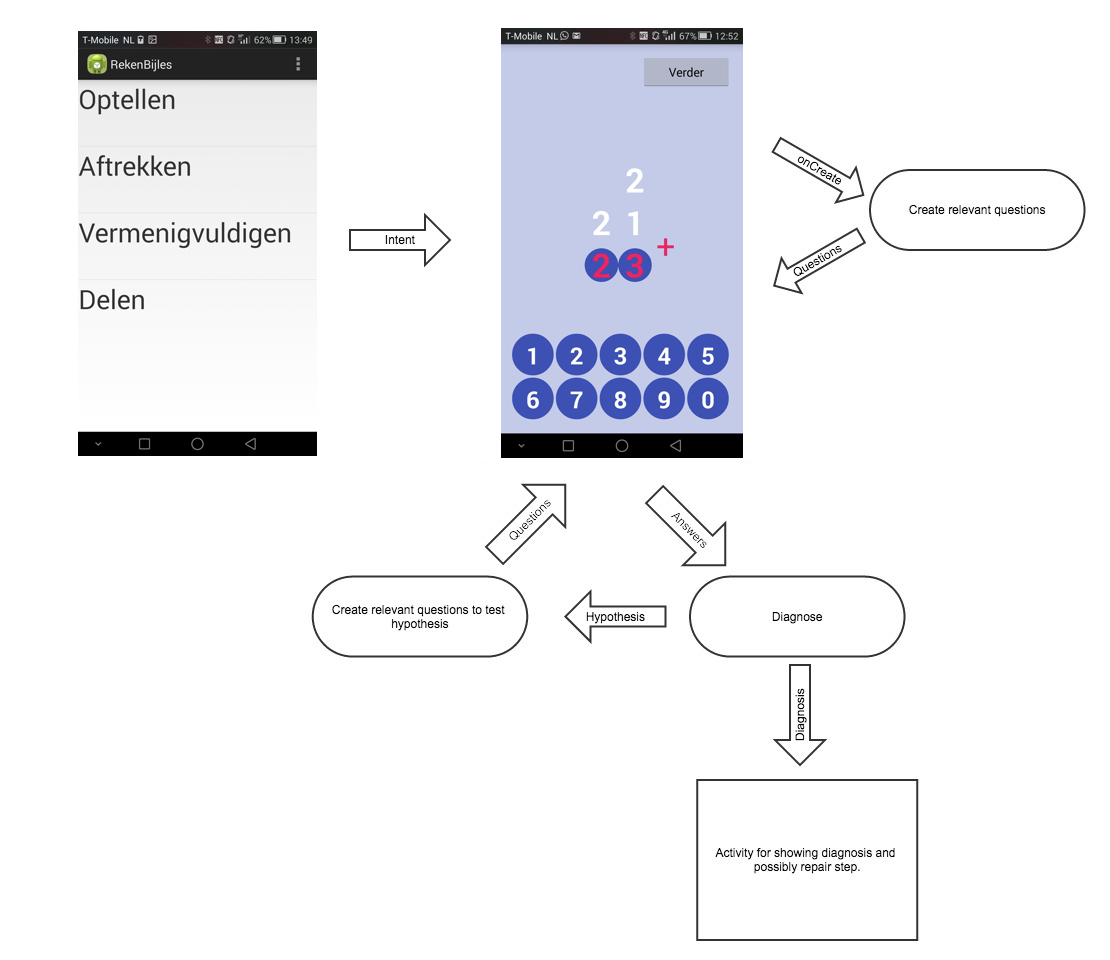 T-Mobile NL 62% 13:49
RekenBijles
Optellen
Aftrekken
Vermenigvuldigen
Delen
Intent
T-Mobile NL 67% 12:52
Verder
2
2 1
+
2 3
1 2 3 4 5
6 7 8 9 0
onCreate
Create relevant questions
Questions
Questions
Answers
Create relevant questions to test
hypothesis
Hypothesis
Diagnose
Diagnosis
Activity for showing diagnosis and
possibly repair step.